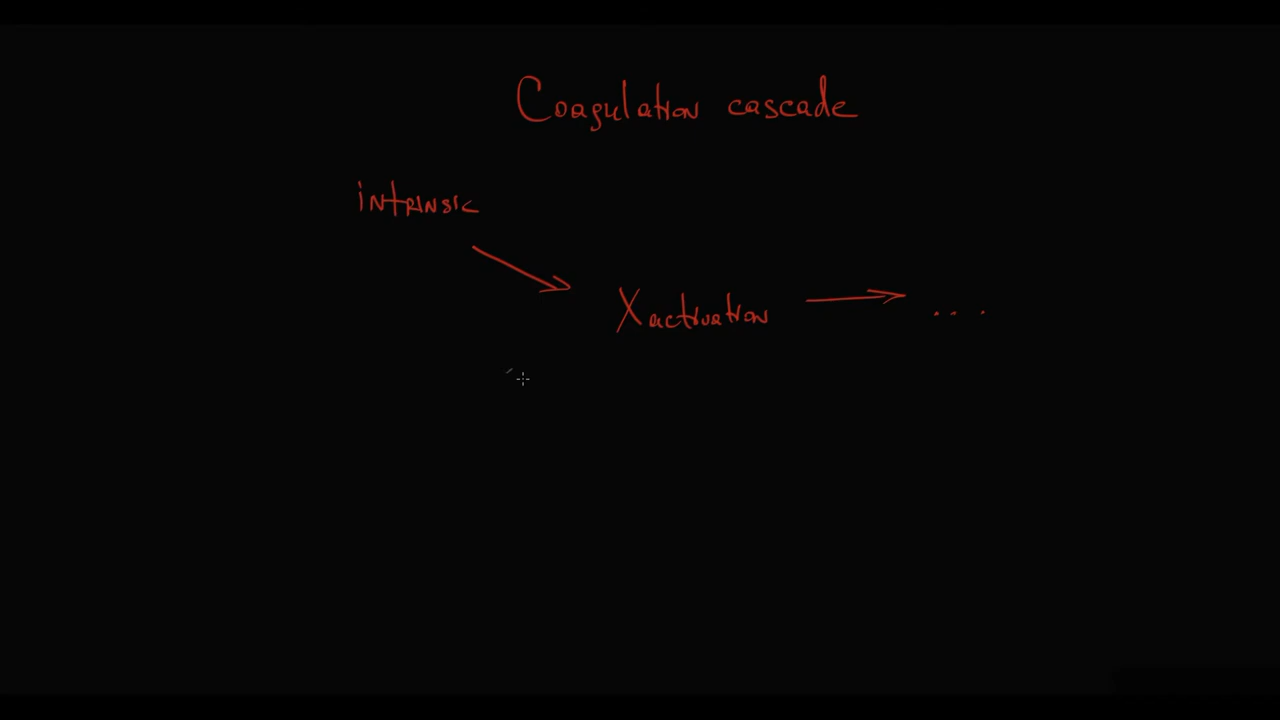 Coagulation cascade
intrinsic
X activation
. . .